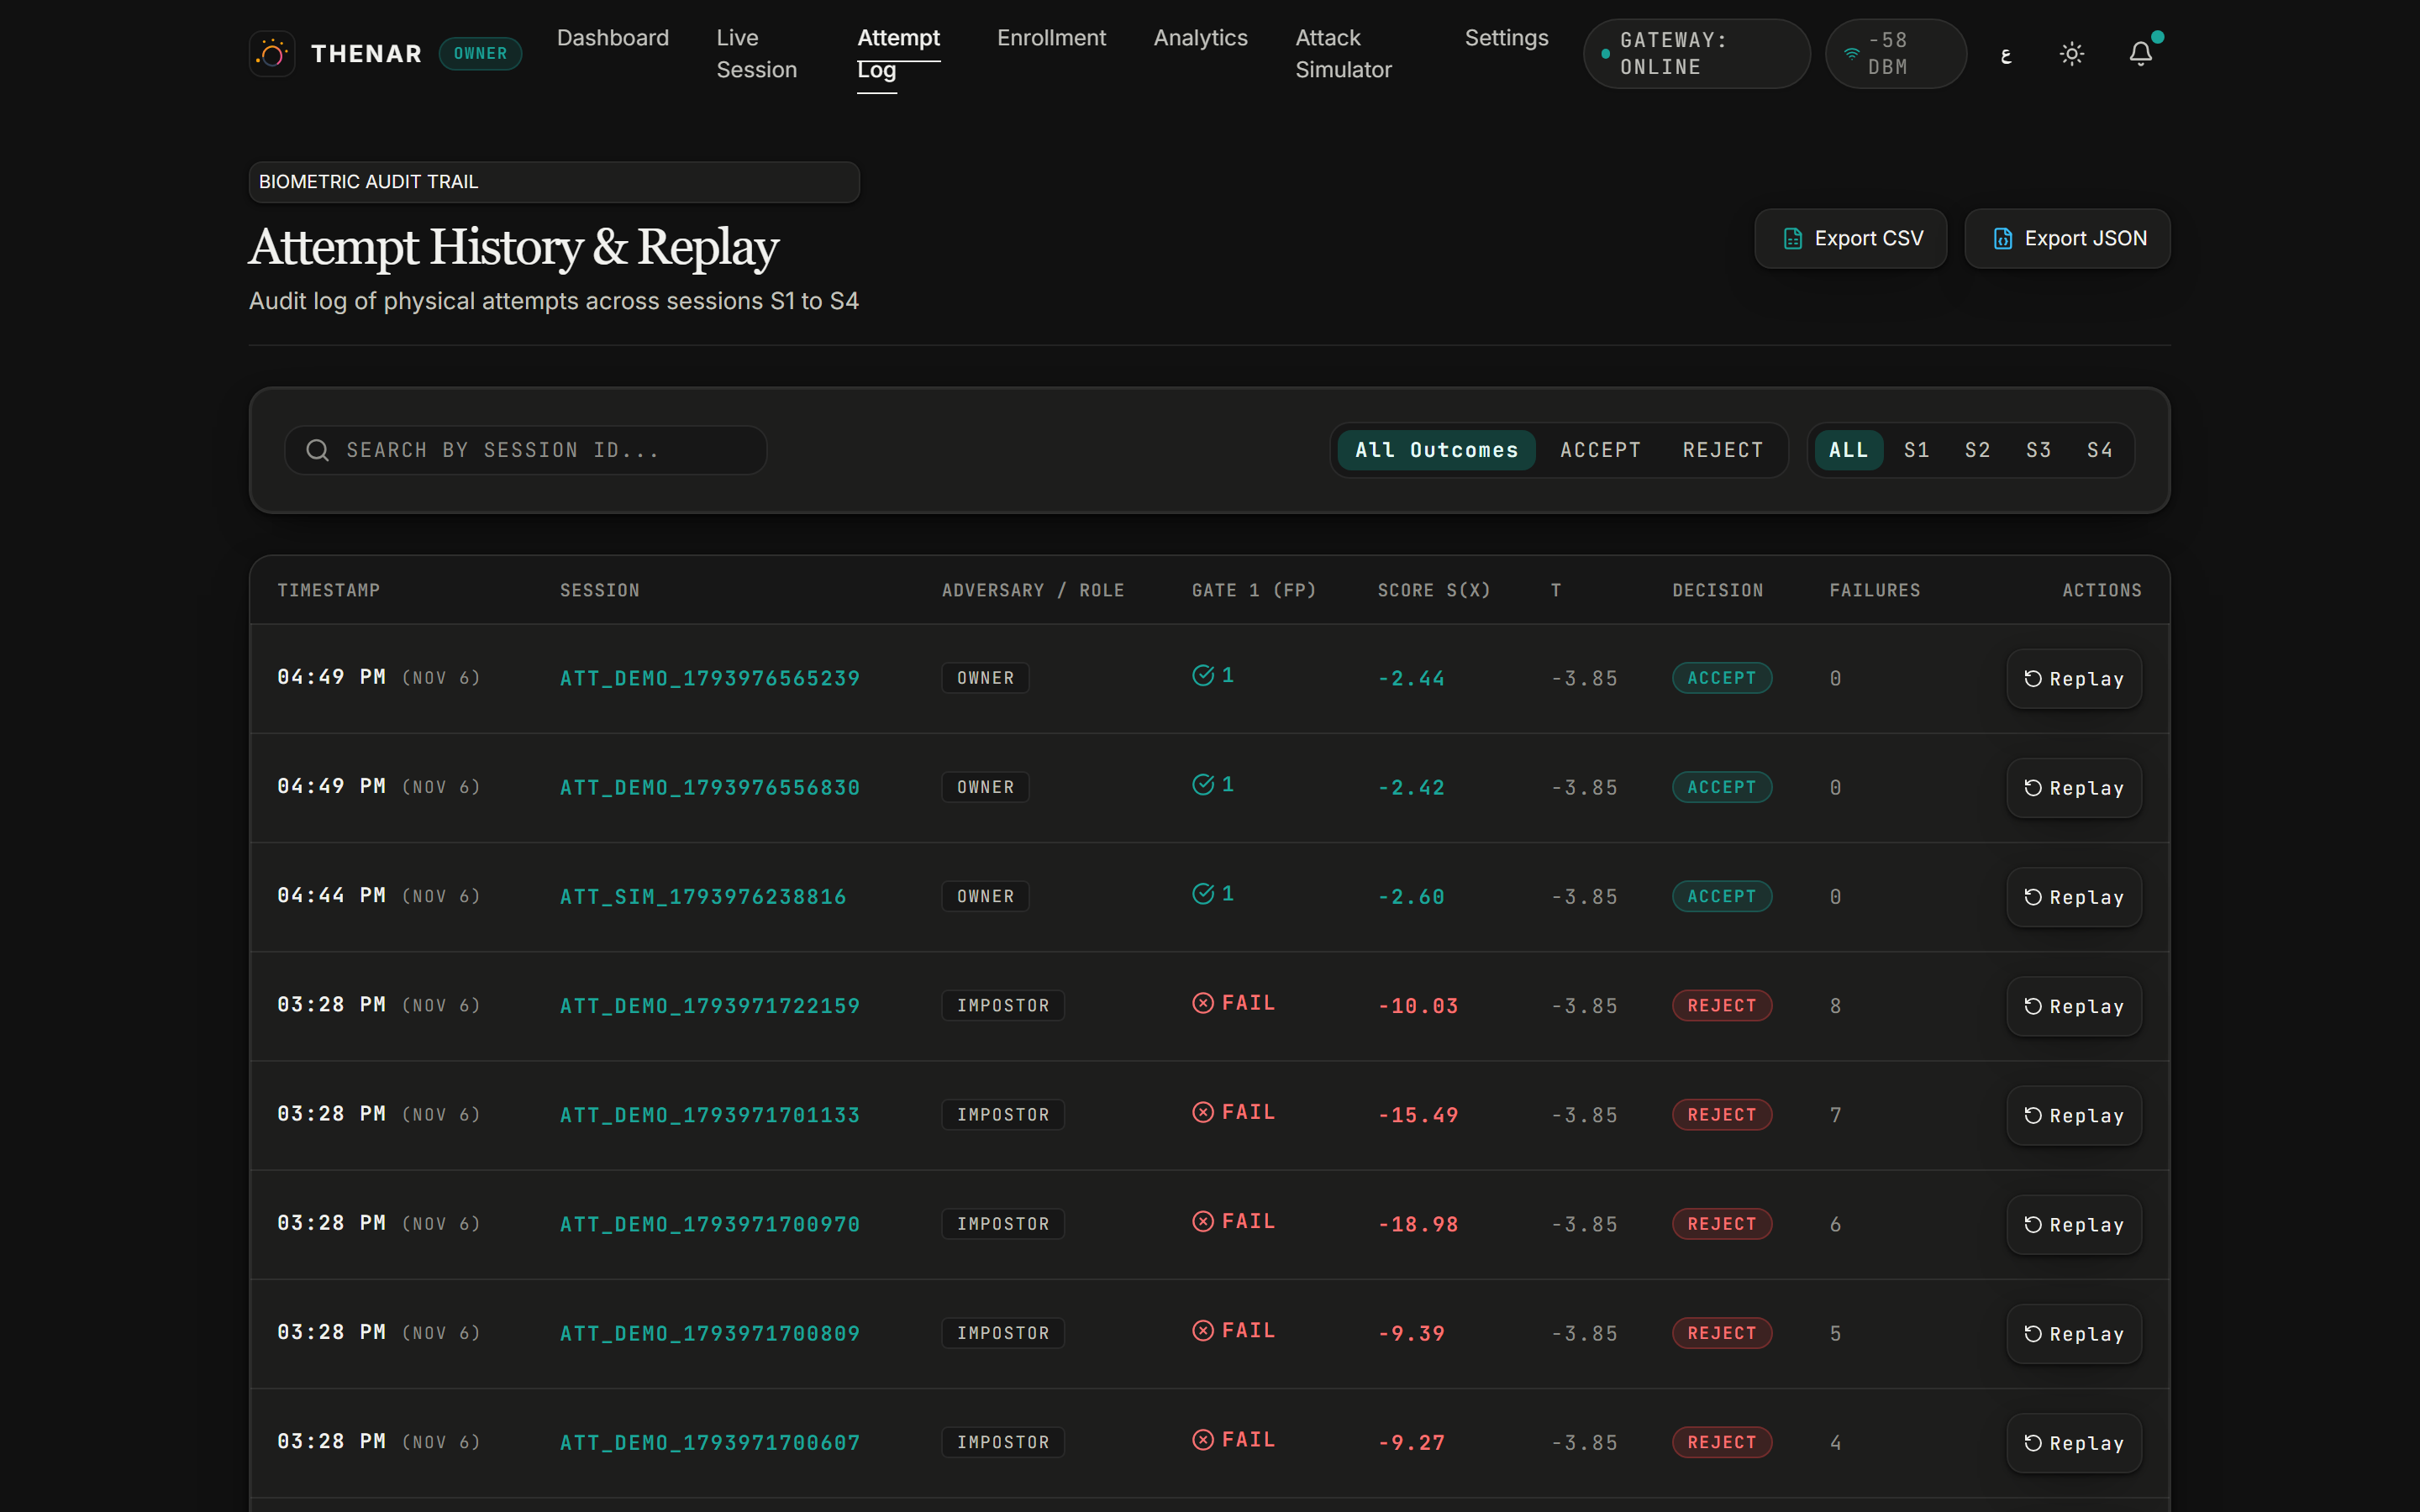 THENAR OWNER Dashboard Live Session Attempt Log Enrollment Analytics Attack Simulator Settings GATEWAY: ONLINE -58 DBM ع
BIOMETRIC AUDIT TRAIL
Attempt History & Replay
Audit log of physical attempts across sessions S1 to S4
Export CSV Export JSON
SEARCH BY SESSION ID... All Outcomes ACCEPT REJECT ALL S1 S2 S3 S4
TIMESTAMP SESSION ADVERSARY / ROLE GATE 1 (FP) SCORE S(X) T DECISION FAILURES ACTIONS
04:49 PM (NOV 6) ATT_DEMO_1793976565239 OWNER 1 -2.44 -3.85 ACCEPT 0 Replay
04:49 PM (NOV 6) ATT_DEMO_1793976556830 OWNER 1 -2.42 -3.85 ACCEPT 0 Replay
04:44 PM (NOV 6) ATT_SIM_1793976238816 OWNER 1 -2.60 -3.85 ACCEPT 0 Replay
03:28 PM (NOV 6) ATT_DEMO_1793971722159 IMPOSTOR FAIL -10.03 -3.85 REJECT 8 Replay
03:28 PM (NOV 6) ATT_DEMO_1793971701133 IMPOSTOR FAIL -15.49 -3.85 REJECT 7 Replay
03:28 PM (NOV 6) ATT_DEMO_1793971700970 IMPOSTOR FAIL -18.98 -3.85 REJECT 6 Replay
03:28 PM (NOV 6) ATT_DEMO_1793971700809 IMPOSTOR FAIL -9.39 -3.85 REJECT 5 Replay
03:28 PM (NOV 6) ATT_DEMO_1793971700607 IMPOSTOR FAIL -9.27 -3.85 REJECT 4 Replay